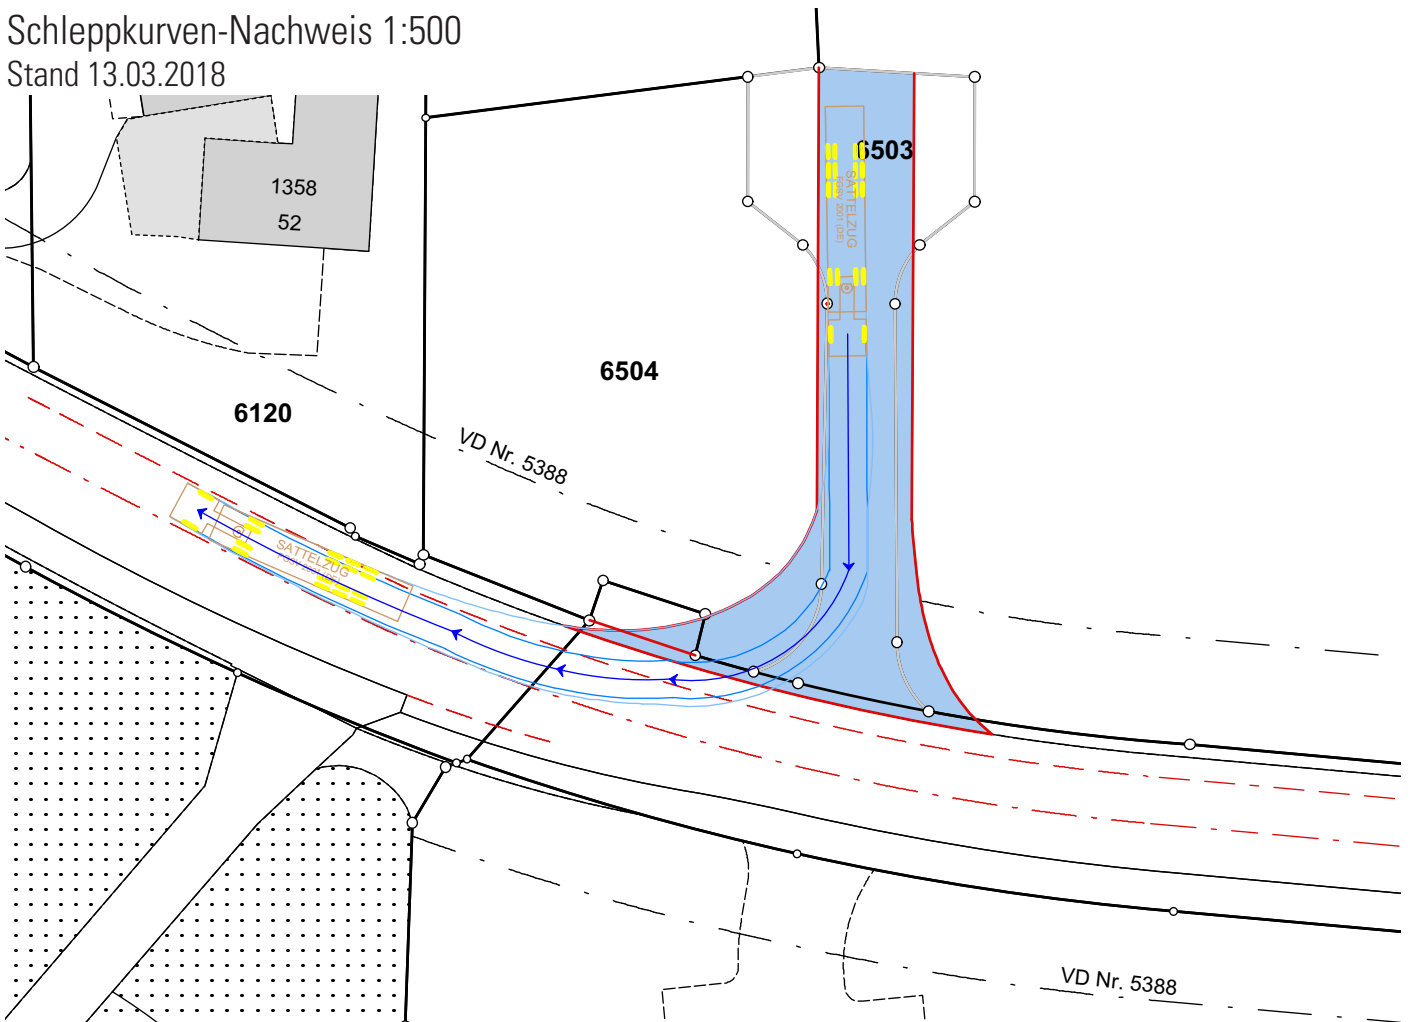 Schleppkurven-Nachweis 1:500
Stand 13.03.2018
1358
52
6503
SATTELZUG
6504
6120
VD Nr. 5388
SATTELZUG
VD Nr. 5388